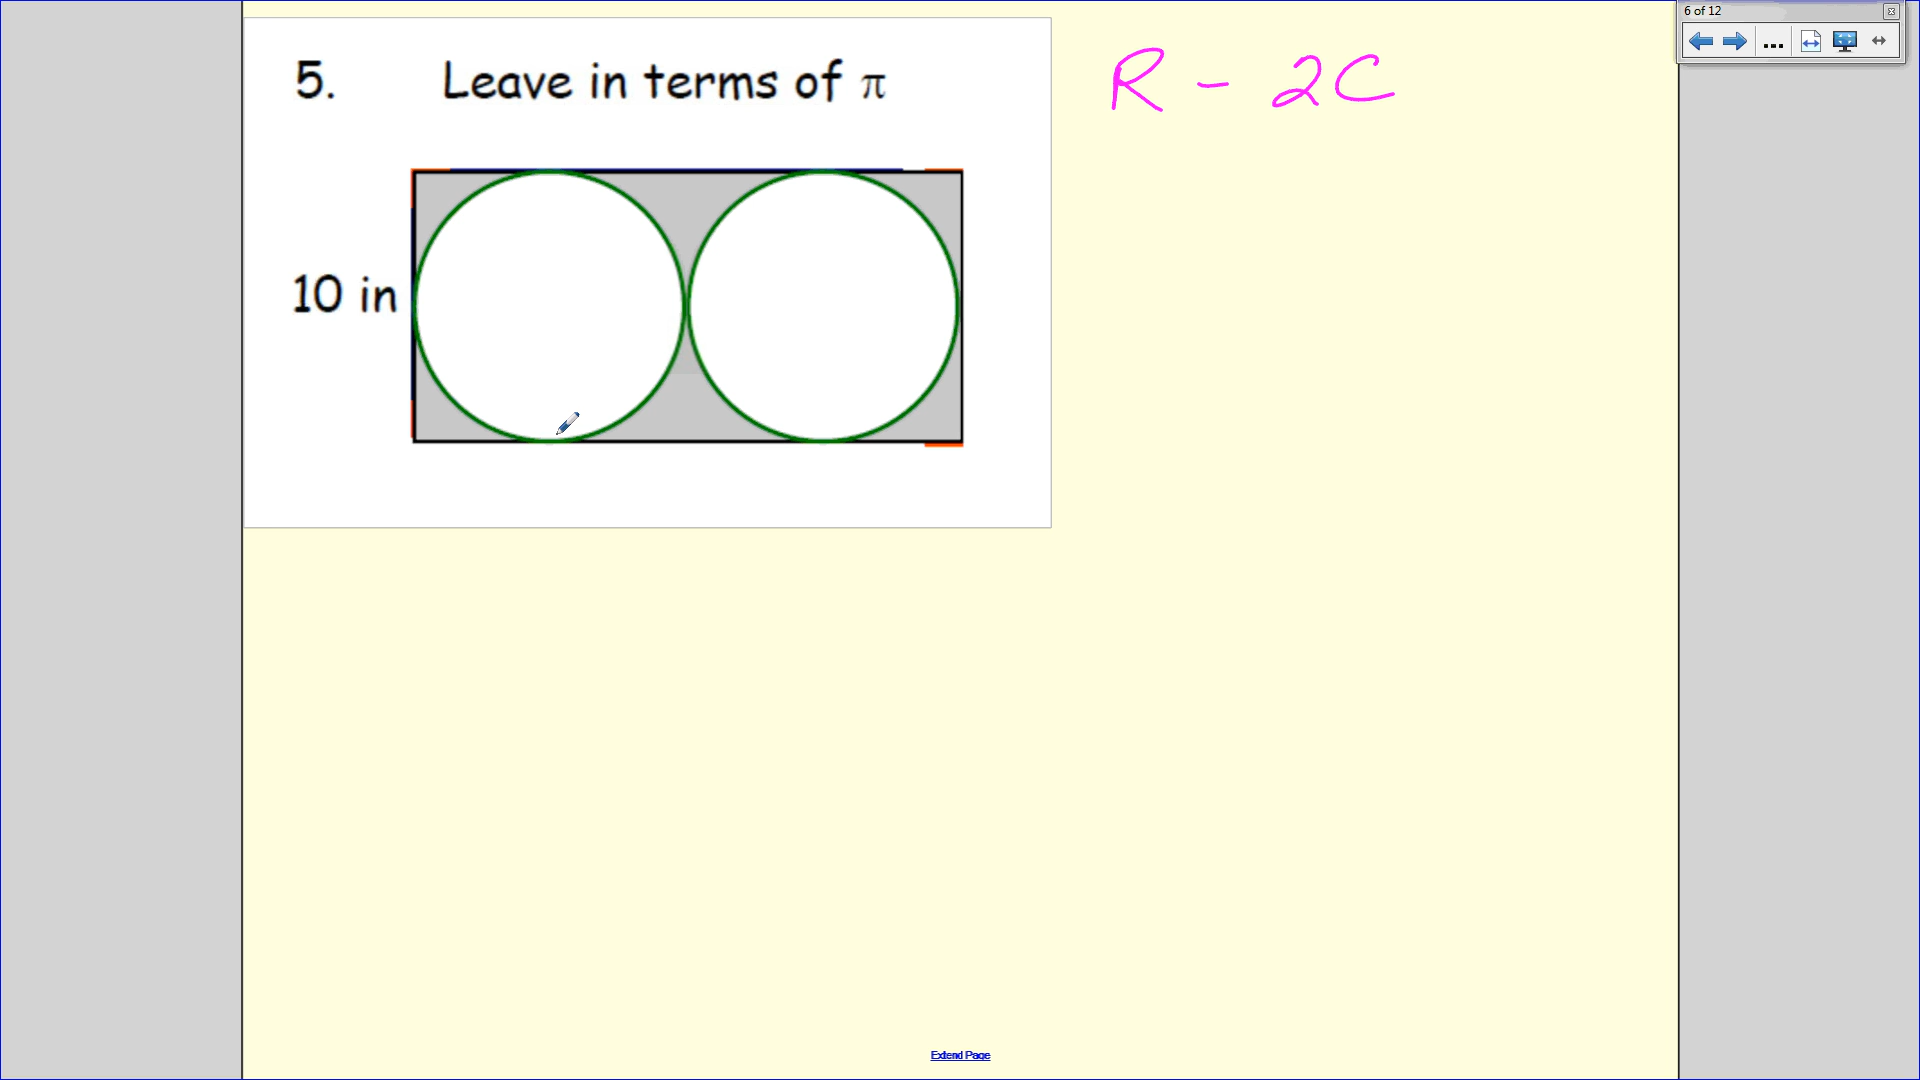 6 of 12
5. Leave in terms of π
R - 2C
10 in
...
Extend Page